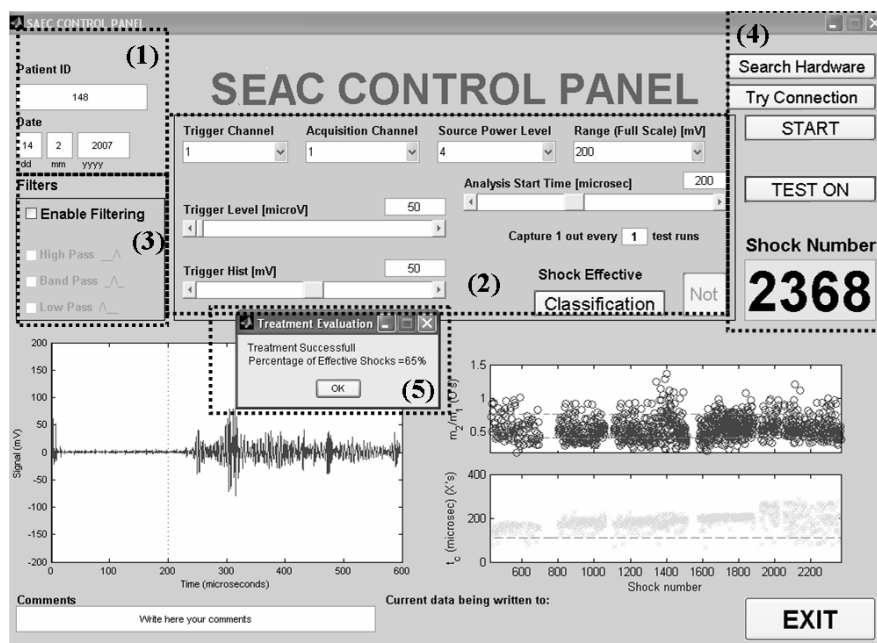 SAEC CONTROL PANEL
(1)
(4)
Patient ID
148
Date
14 2 2007
dd mm yyyy
SEAC CONTROL PANEL
Search Hardware
Try Connection
START
TEST ON
Shock Number
2368
Filters
Enable Filtering
(3)
High Pass __/\
Band Pass _/\_
Low Pass /\__
Trigger Channel Acquisition Channel Source Power Level Range (Full Scale) [mV]
1 1 4 200
Analysis Start Time [microsec] 200
Trigger Level [microV] 50
Capture 1 out every 1 test runs
Trigger Hist [mV] 50
(2)
Shock Effective
Classification
Not
Treatment Evaluation
Treatment Successfull
Percentage of Effective Shocks =65%
OK
(5)
200
150
100
50
0
-50
-100
-150
-200
Signal (mV)
0 100 200 300 400 500 600
Time (microseconds)
1.5
1
0.5
m2/m1 (O's)
400
200
0
tc (microsec) (X's)
600 800 1000 1200 1400 1600 1800 2000 2200
Shock number
Comments
Write here your comments
Current data being written to:
EXIT